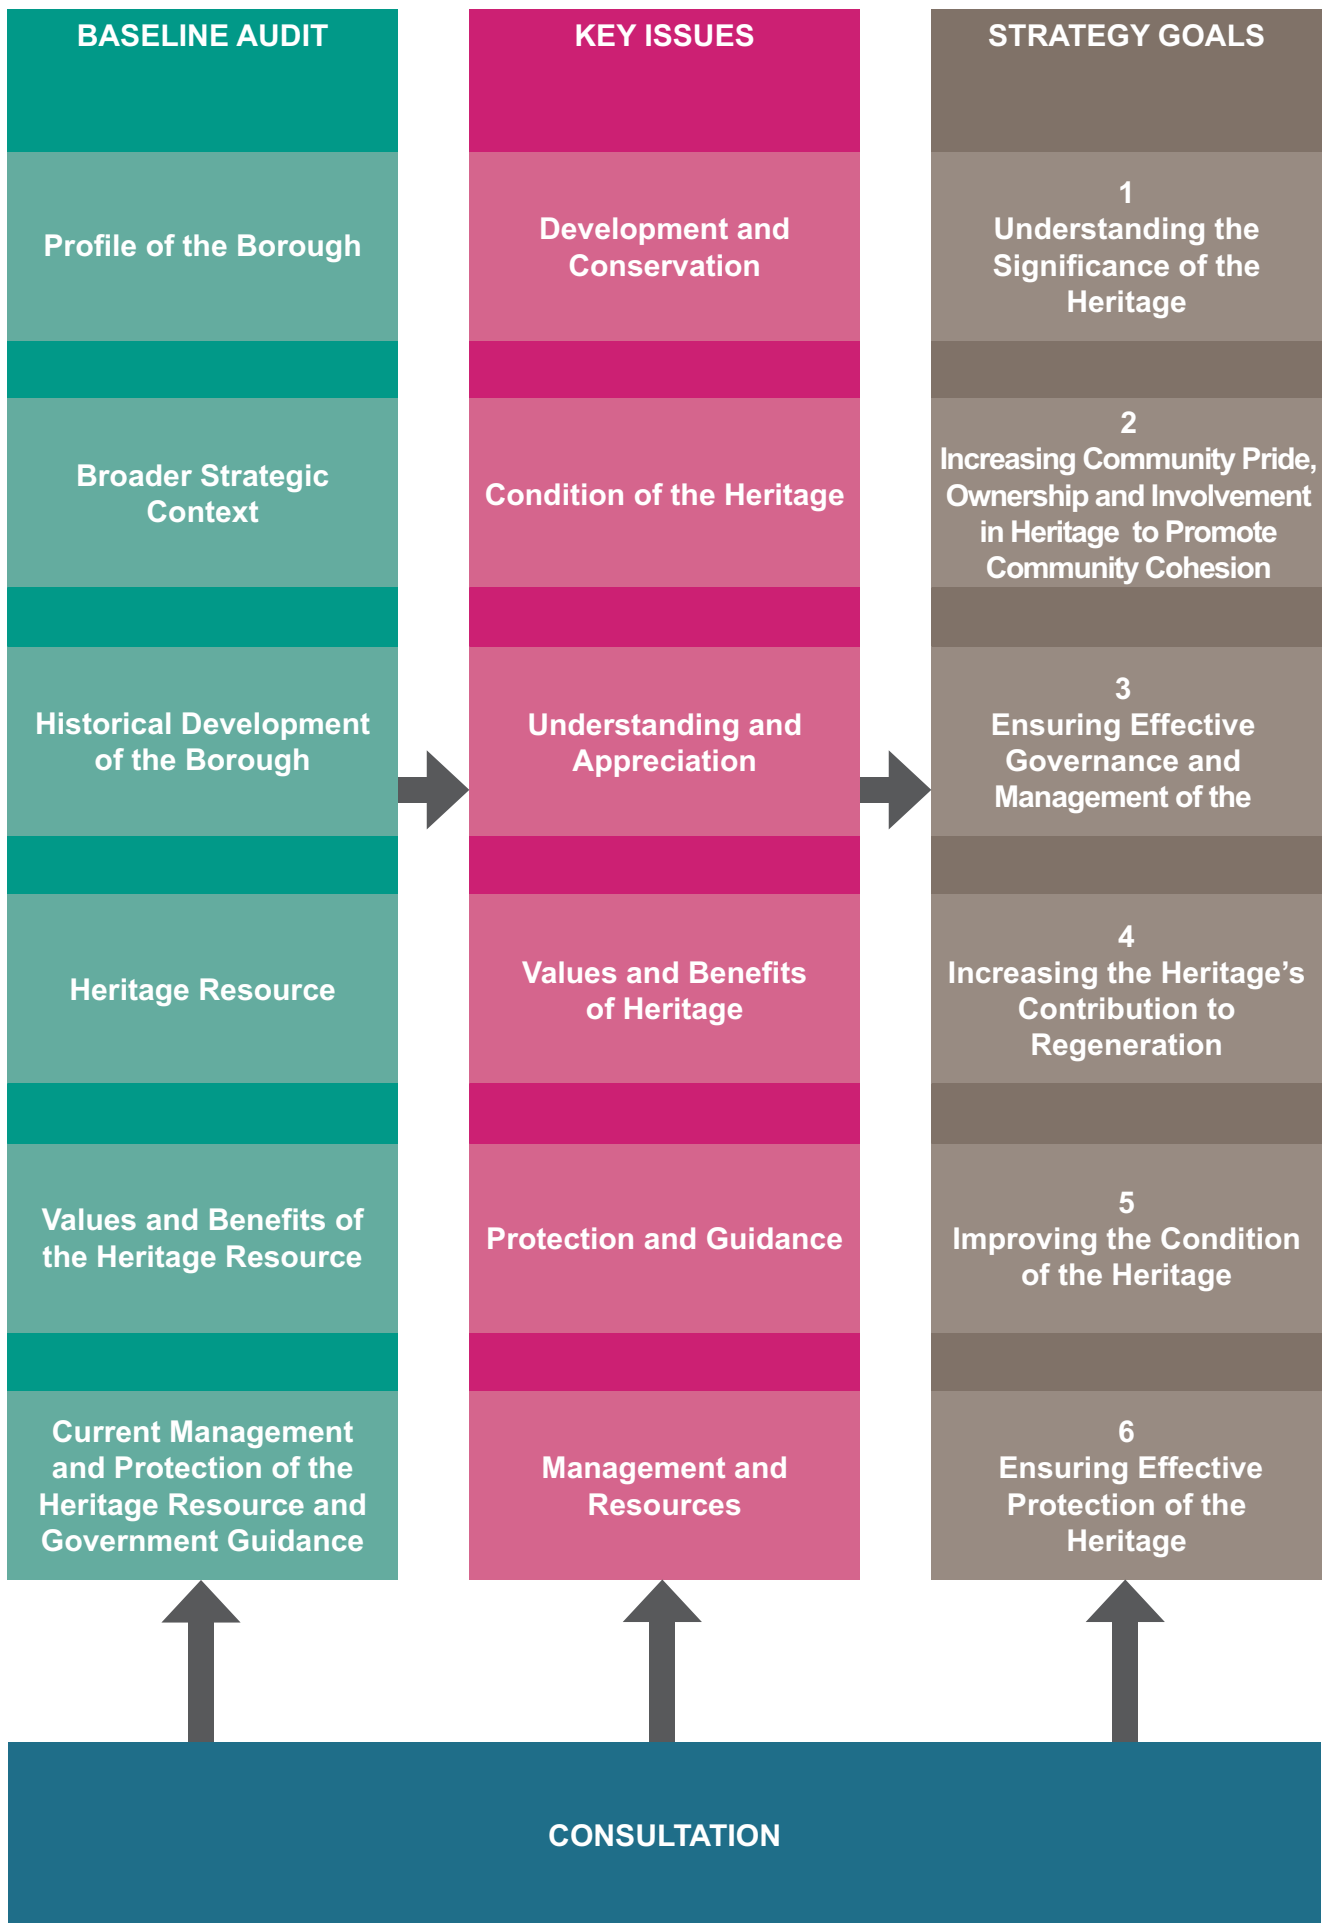 BASELINE AUDIT
Profile of the Borough
Broader Strategic
Context
Historical Development
of the Borough
Heritage Resource
Values and Benefits of
the Heritage Resource
Current Management
and Protection of the
Heritage Resource and
Government Guidance
KEY ISSUES
Development and
Conservation
Condition of the Heritage
Understanding and
Appreciation
Values and Benefits
of Heritage
Protection and Guidance
Management and
Resources
STRATEGY GOALS
1
Understanding the
Significance of the
Heritage
2
Increasing Community Pride,
Ownership and Involvement
in Heritage to Promote
Community Cohesion
3
Ensuring Effective
Governance and
Management of the
4
Increasing the Heritage’s
Contribution to
Regeneration
5
Improving the Condition
of the Heritage
6
Ensuring Effective
Protection of the
Heritage
CONSULTATION